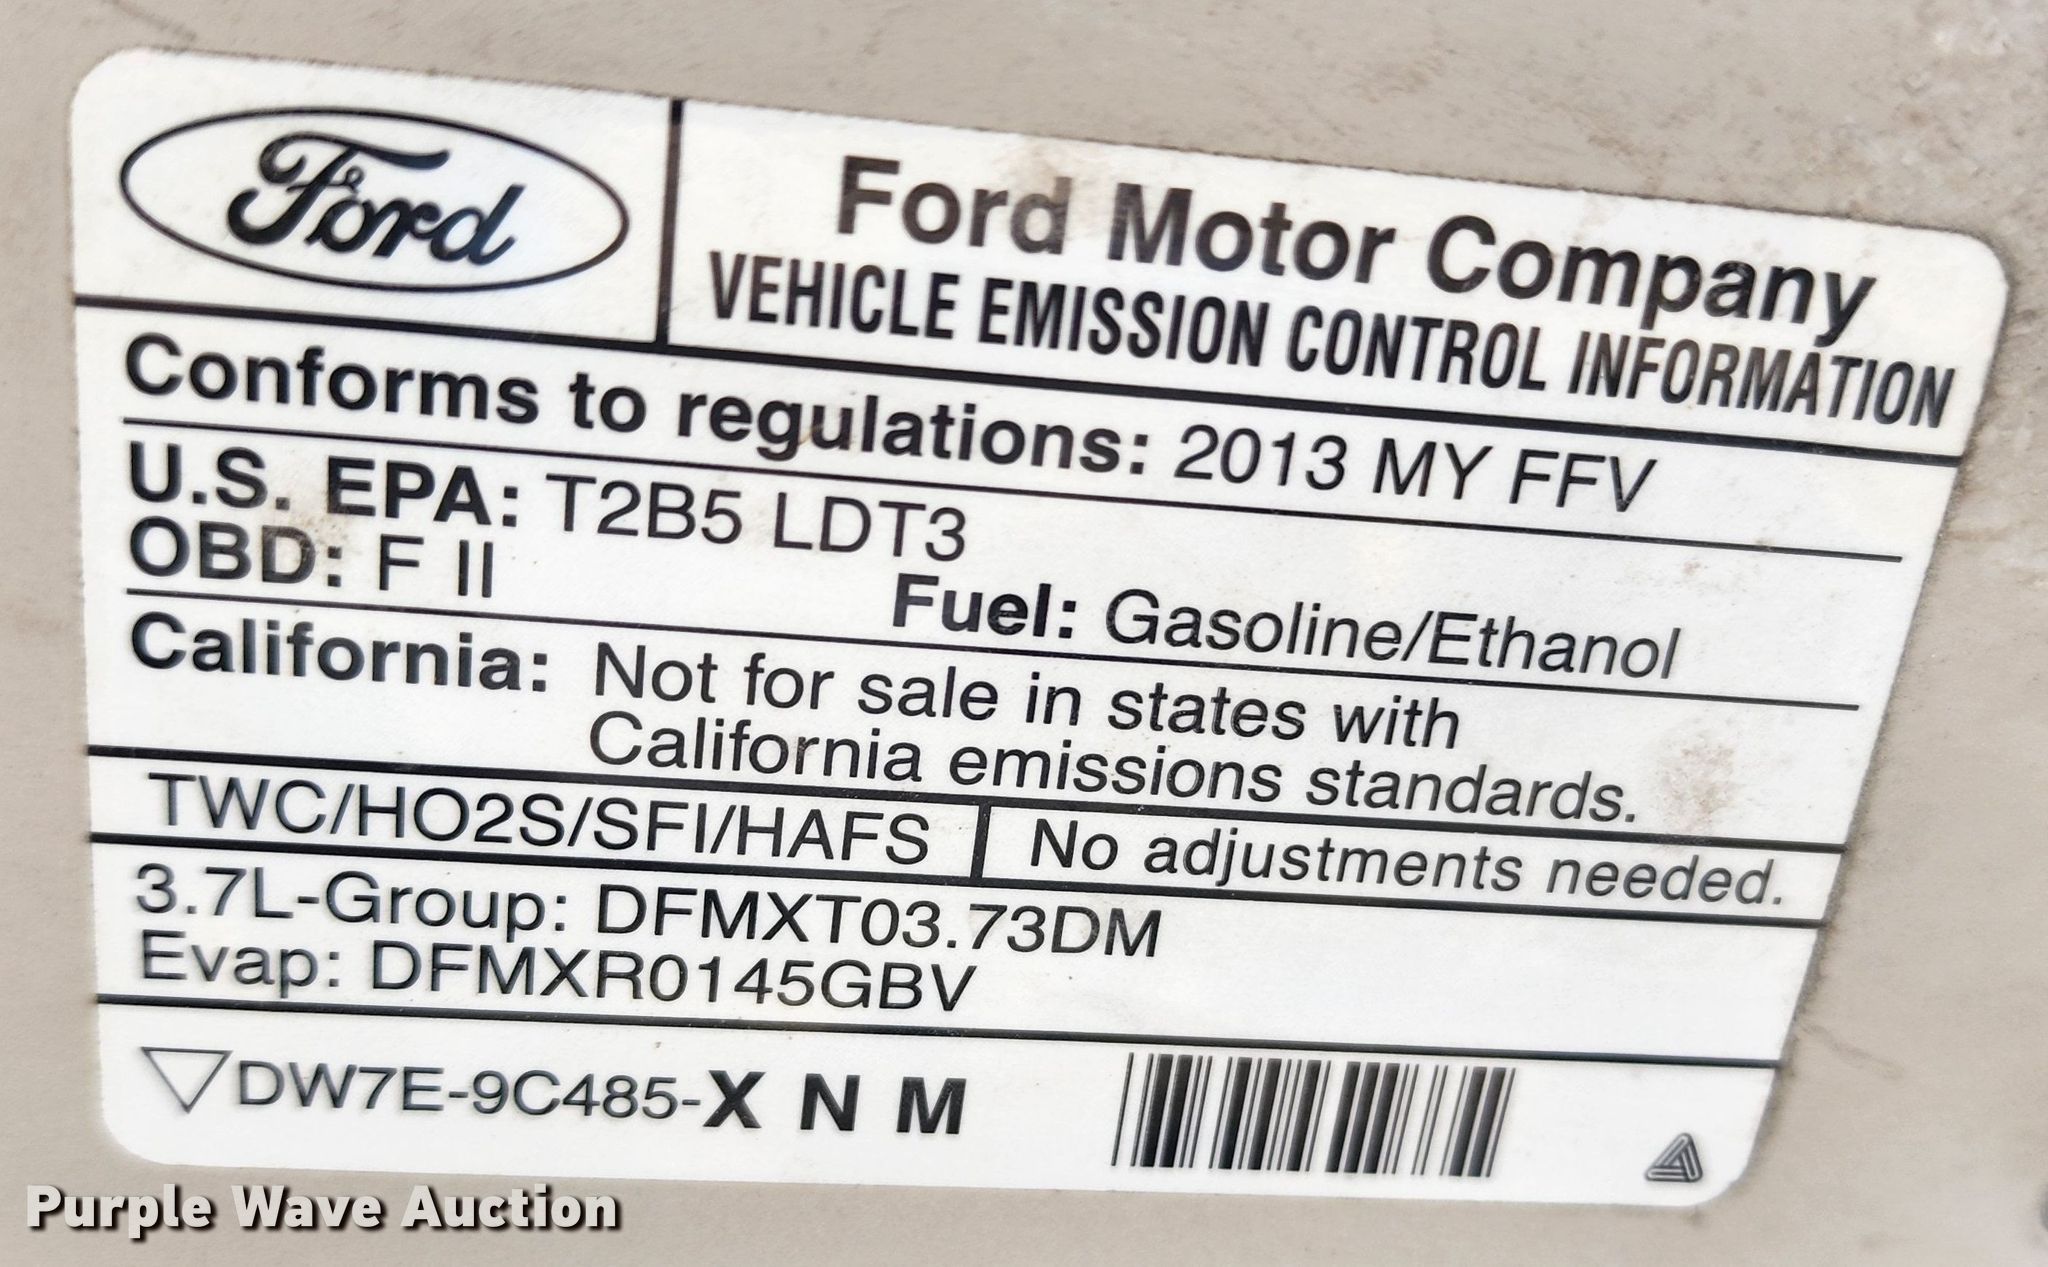 Ford
Ford Motor Company
VEHICLE EMISSION CONTROL INFORMATION
Conforms to regulations: 2013 MY FFV
U.S. EPA: T2B5 LDT3
OBD: F II
Fuel: Gasoline/Ethanol
California: Not for sale in states with
California emissions standards.
TWC/HO2S/SFI/HAFS
No adjustments needed.
3.7L-Group: DFMXT03.73DM
Evap: DFMXR0145GBV
DW7E-9C485-X N M
Purple Wave Auction